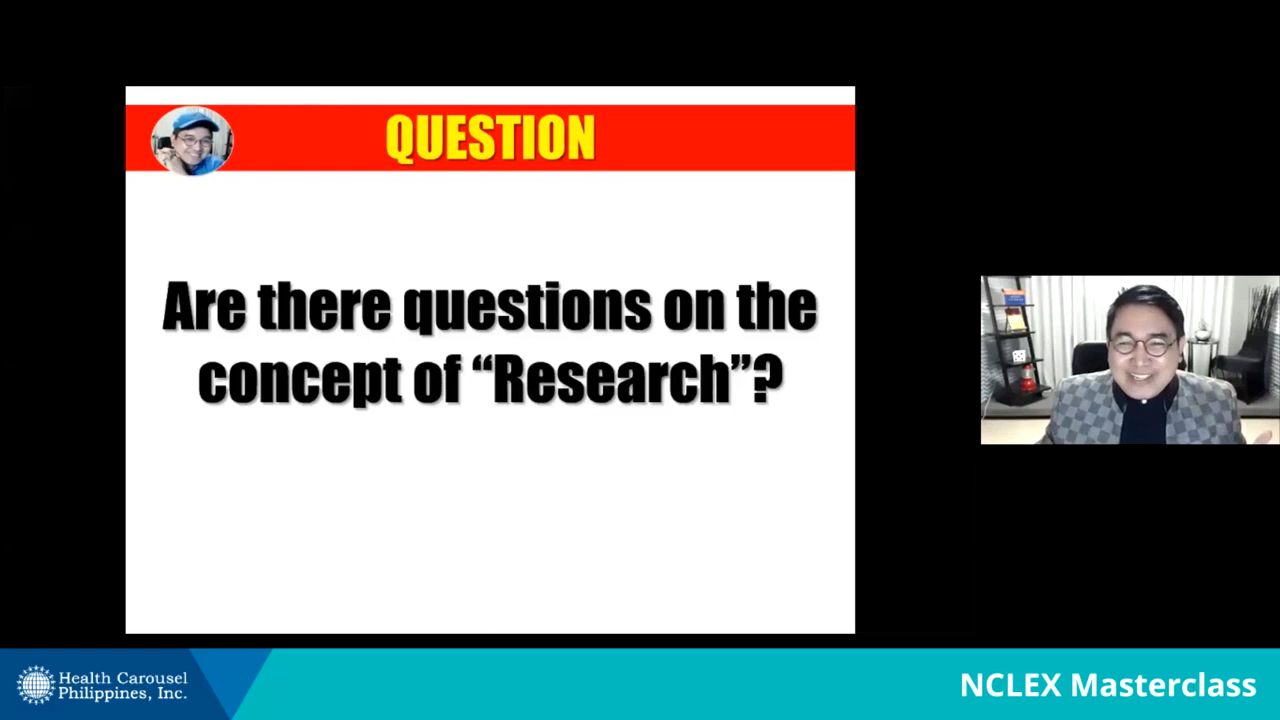 QUESTION
Are there questions on the
concept of “Research”?
Health Carousel
Philippines, Inc.
NCLEX Masterclass